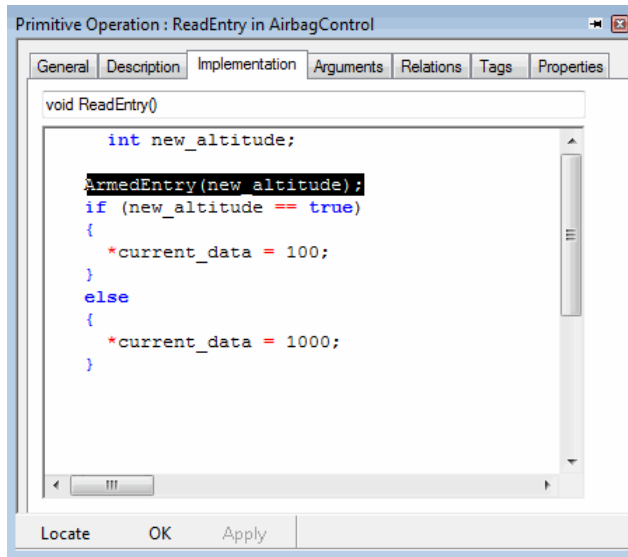 Primitive Operation : ReadEntry in AirbagControl
General Description Implementation Arguments Relations Tags Properties
void ReadEntry()
int new_altitude;
ArmedEntry(new_altitude);
if (new_altitude == true)
{
*current_data = 100;
}
else
{
*current_data = 1000;
}
Locate OK Apply